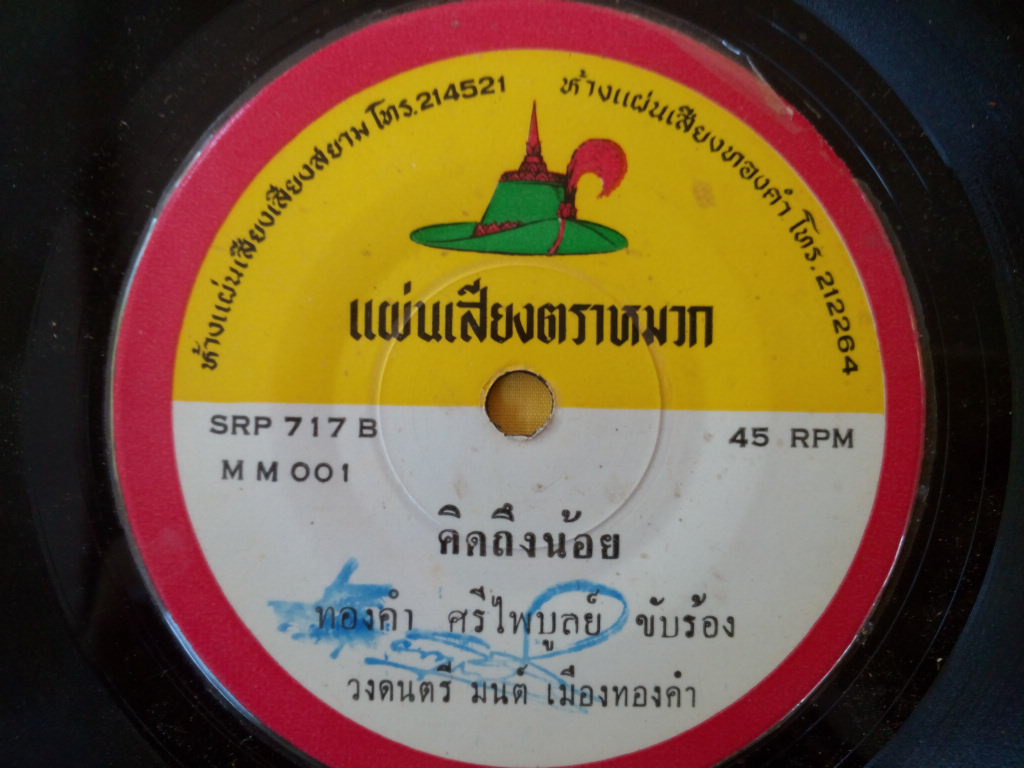 ห้างแผ่นเสียงเสียงสยาม โทร.214521
ห้างแผ่นเสียงทองคำ โทร.212264
แผ่นเสียงตราหมวก
SRP 717 B
45 RPM
M M 001
คิดถึงน้อย
ทองคำ ศรีไพบูลย์ ขับร้อง
วงดนตรี มนต์ เมืองทองคำ